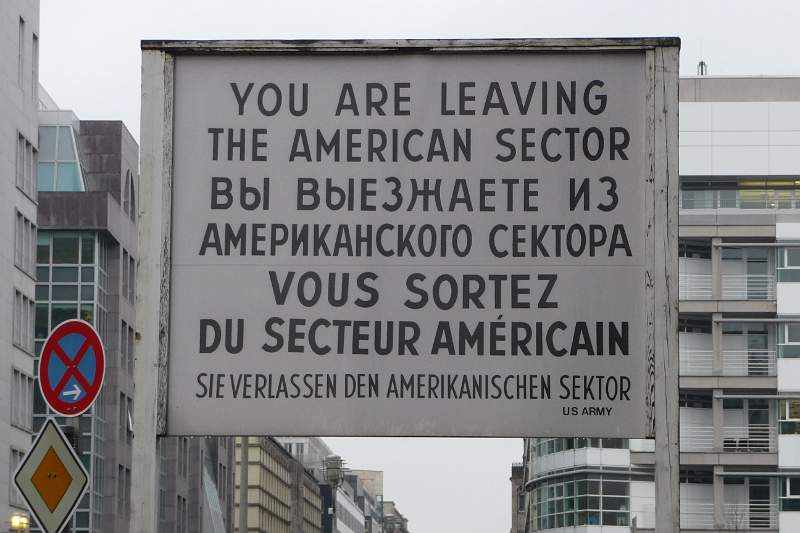 YOU ARE LEAVING
THE AMERICAN SECTOR
ВЫ ВЫЕЗЖАЕТЕ ИЗ
АМЕРИКАНСКОГО СЕКТОРА
VOUS SORTEZ
DU SECTEUR AMÉRICAIN
SIE VERLASSEN DEN AMERIKANISCHEN SEKTOR
US ARMY